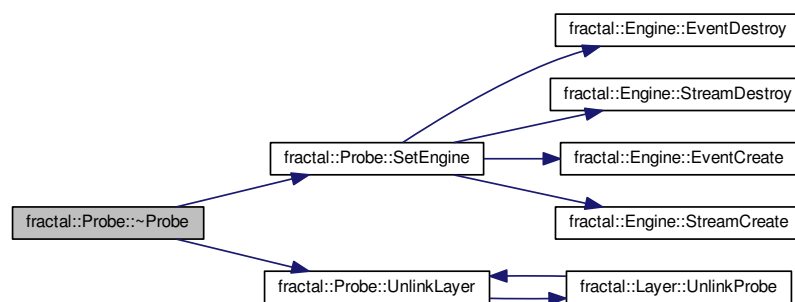 fractal::Engine::EventDestroy
fractal::Engine::StreamDestroy
fractal::Probe::SetEngine
fractal::Engine::EventCreate
fractal::Probe::~Probe
fractal::Engine::StreamCreate
fractal::Probe::UnlinkLayer
fractal::Layer::UnlinkProbe